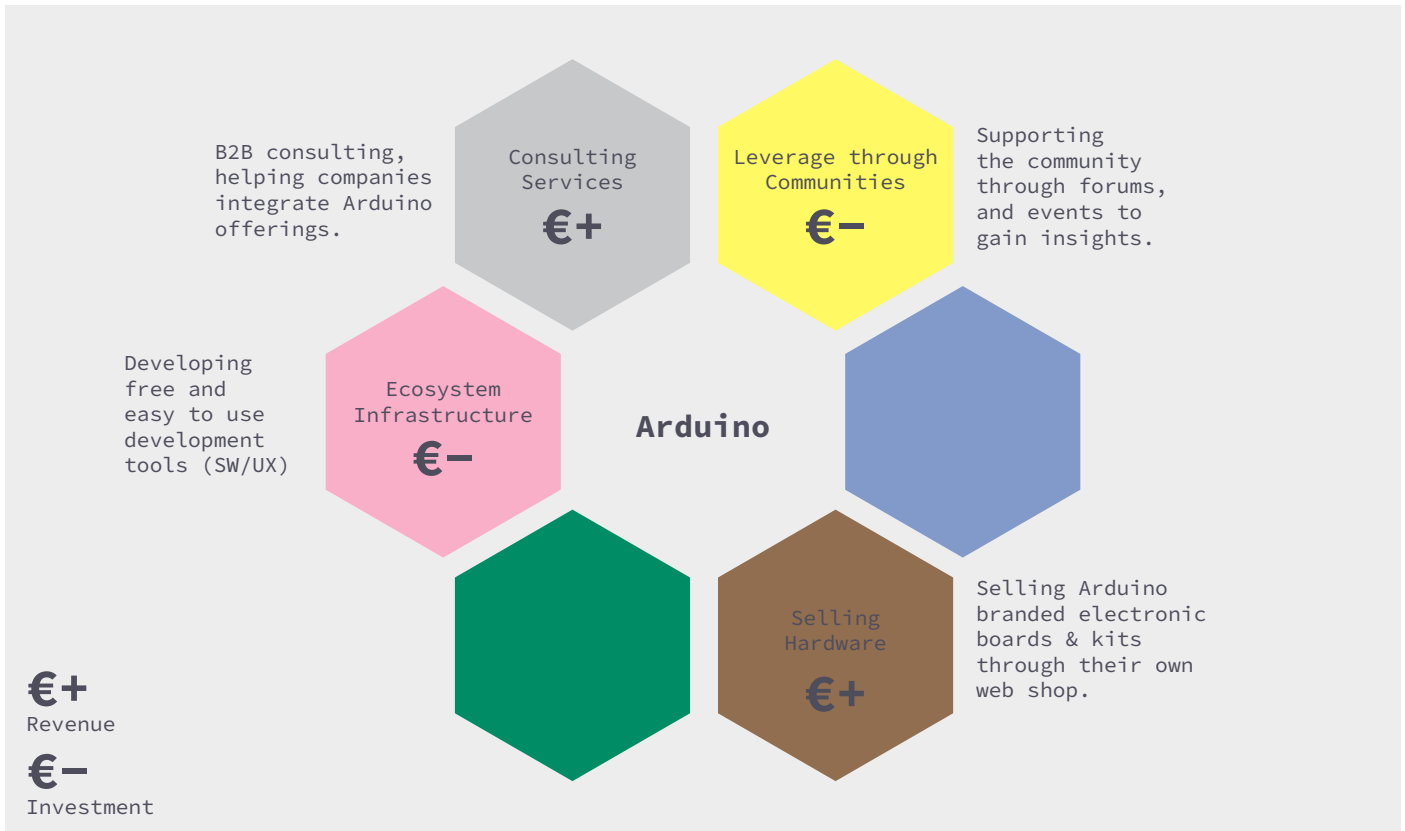 B2B consulting,
helping companies
integrate Arduino
offerings.
Consulting
Services
€+
Leverage through
Communities
€−
Supporting
the community
through forums,
and events to
gain insights.
Developing
free and
easy to use
development
tools (SW/UX)
Ecosystem
Infrastructure
€−
Arduino
Selling
Hardware
€+
Selling Arduino
branded electronic
boards & kits
through their own
web shop.
€+
Revenue
€−
Investment